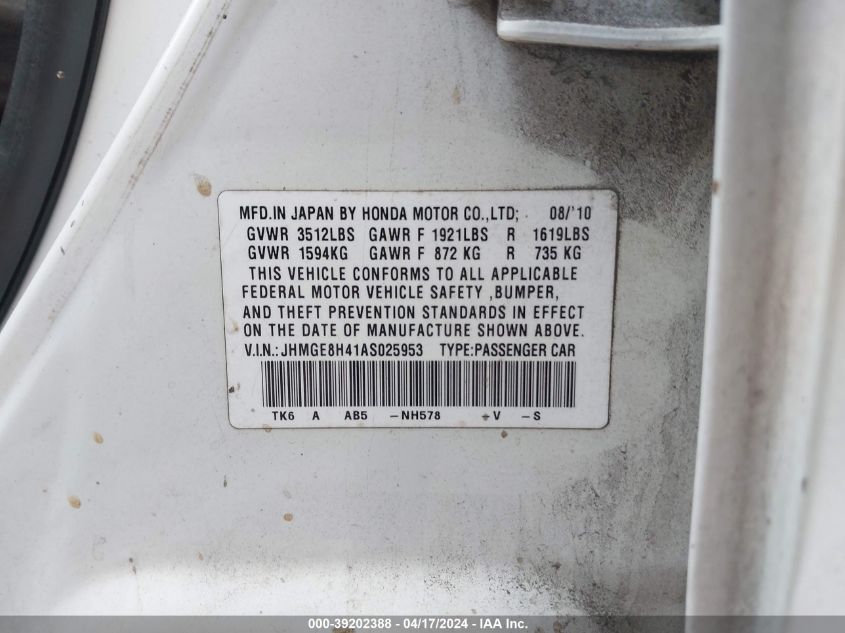 MFD.IN JAPAN BY HONDA MOTOR CO.,LTD; 08/'10
GVWR 3512LBS GAWR F 1921LBS R 1619LBS
GVWR 1594KG GAWR F 872 KG R 735 KG
THIS VEHICLE CONFORMS TO ALL APPLICABLE
FEDERAL MOTOR VEHICLE SAFETY ,BUMPER,
AND THEFT PREVENTION STANDARDS IN EFFECT
ON THE DATE OF MANUFACTURE SHOWN ABOVE.
V.I.N.: JHMGE8H41AS025953 TYPE:PASSENGER CAR
TK6 A AB5 -NH578 -V -S
000-39202388 - 04/17/2024 - IAA Inc.